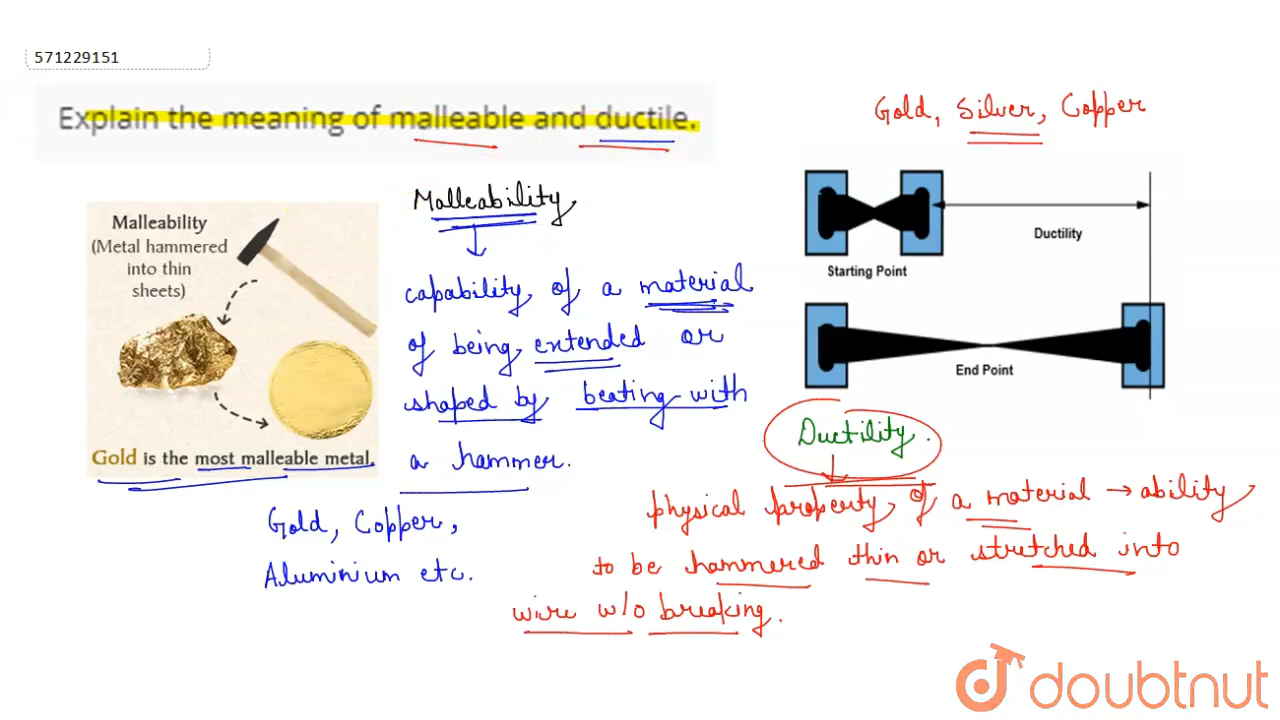 571229151
Explain the meaning of malleable and ductile.
Gold, Silver, Copper
Malleability
(Metal hammered
into thin
sheets)
Gold is the most malleable metal.
Malleability
capability of a material
of being extended or
shaped by beating with
a hammer.
Gold, Copper,
Aluminium etc.
Ductility
Starting Point
End Point
Ductility.
physical property of a material → ability
to be hammered thin or stretched into
wire w/o breaking.
doubtnut